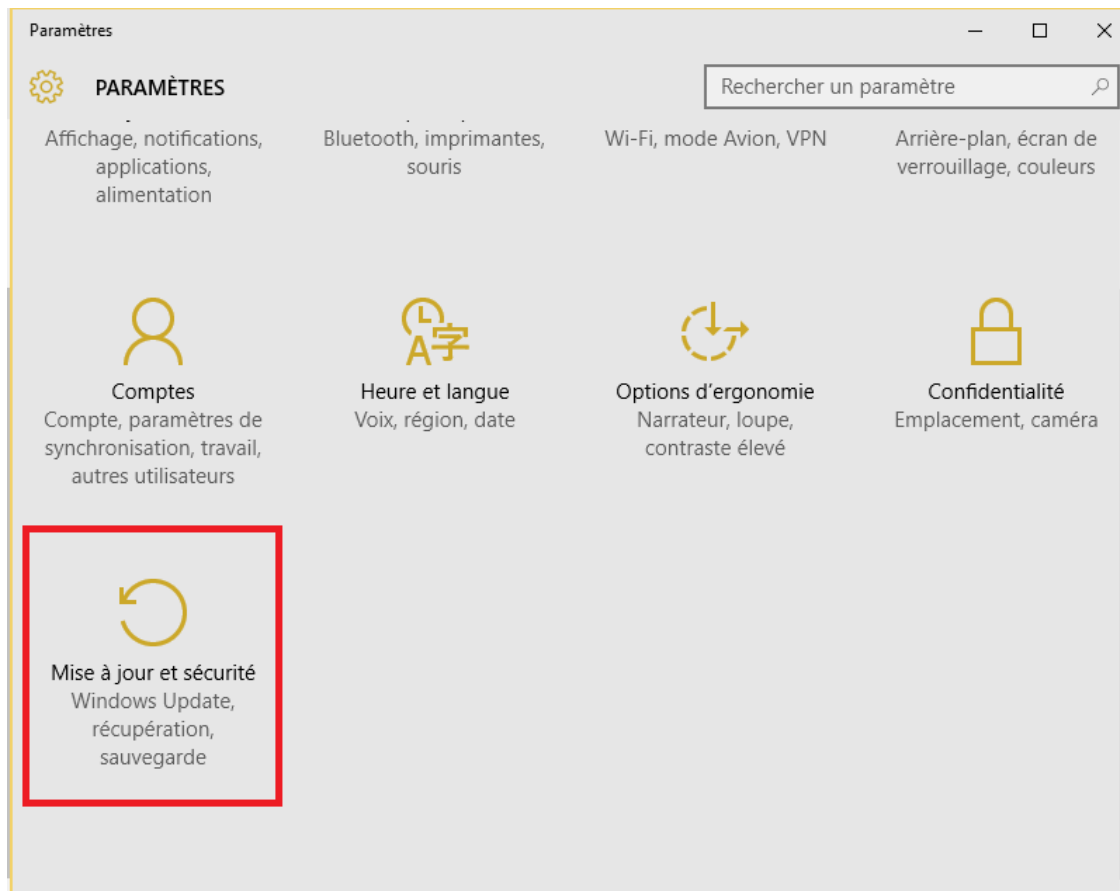 Paramètres
PARAMÈTRES
Rechercher un paramètre
Affichage, notifications,
applications,
alimentation
Bluetooth, imprimantes,
souris
Wi-Fi, mode Avion, VPN
Arrière-plan, écran de
verrouillage, couleurs
Comptes
Compte, paramètres de
synchronisation, travail,
autres utilisateurs
Heure et langue
Voix, région, date
Options d'ergonomie
Narrateur, loupe,
contraste élevé
Confidentialité
Emplacement, caméra
Mise à jour et sécurité
Windows Update,
récupération,
sauvegarde